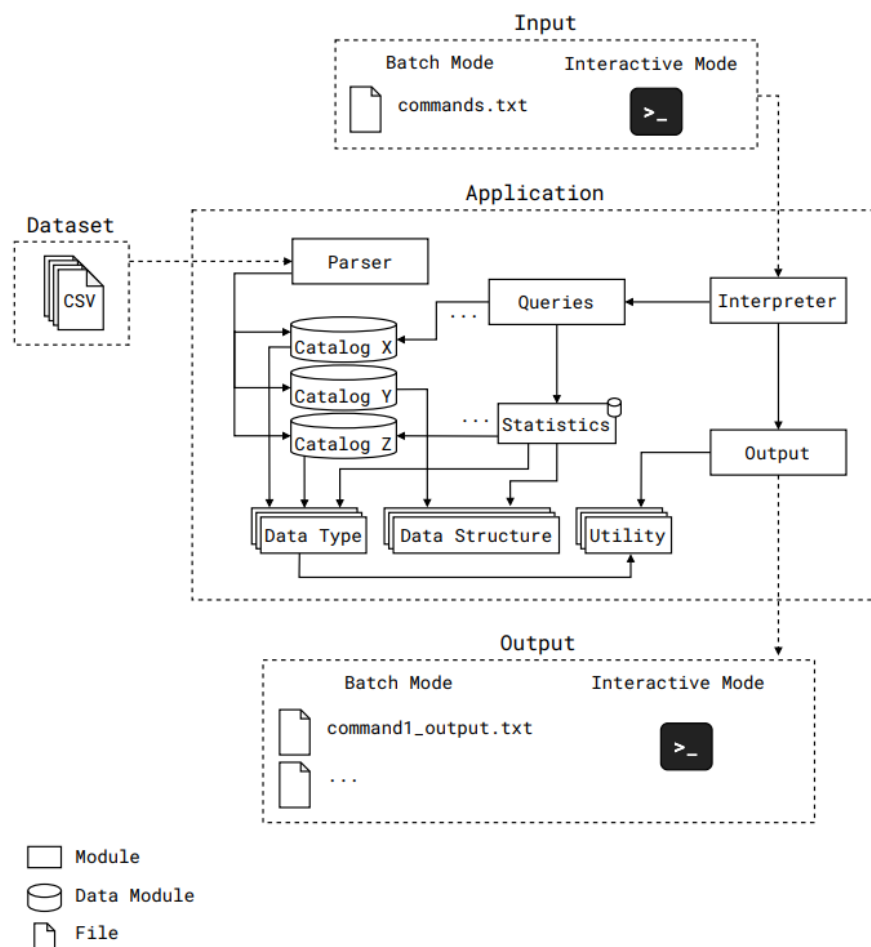 Input
Batch Mode
Interactive Mode
commands.txt
>_
Application
Dataset
CSV
Parser
Queries
Interpreter
...
Catalog X
Catalog Y
Catalog Z
...
Statistics
Output
Data Type
Data Structure
Utility
Output
Batch Mode
Interactive Mode
command1_output.txt
>_
...
Module
Data Module
File